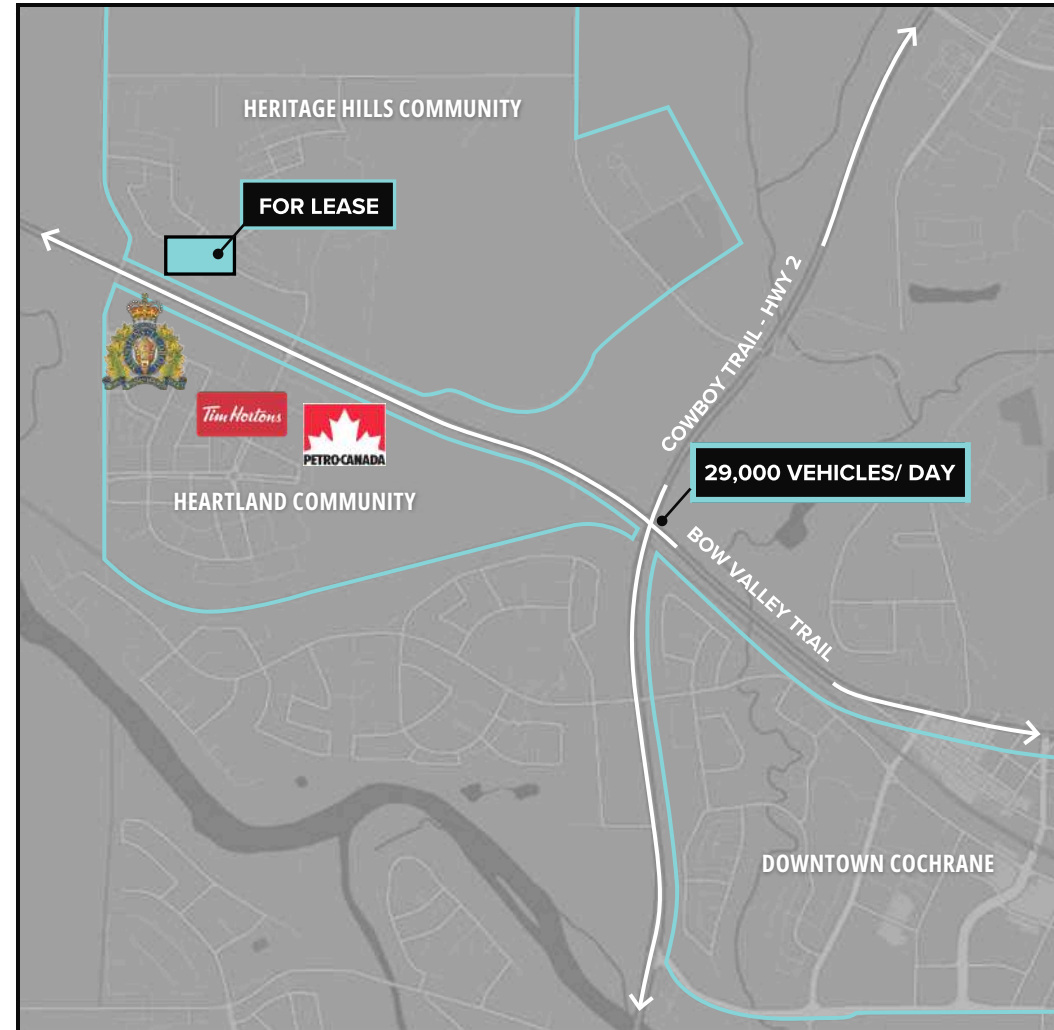 HERITAGE HILLS COMMUNITY
FOR LEASE
COWBOY TRAIL - HWY 2
Tim Hortons
PETRO-CANADA
29,000 VEHICLES/ DAY
HEARTLAND COMMUNITY
BOW VALLEY TRAIL
DOWNTOWN COCHRANE